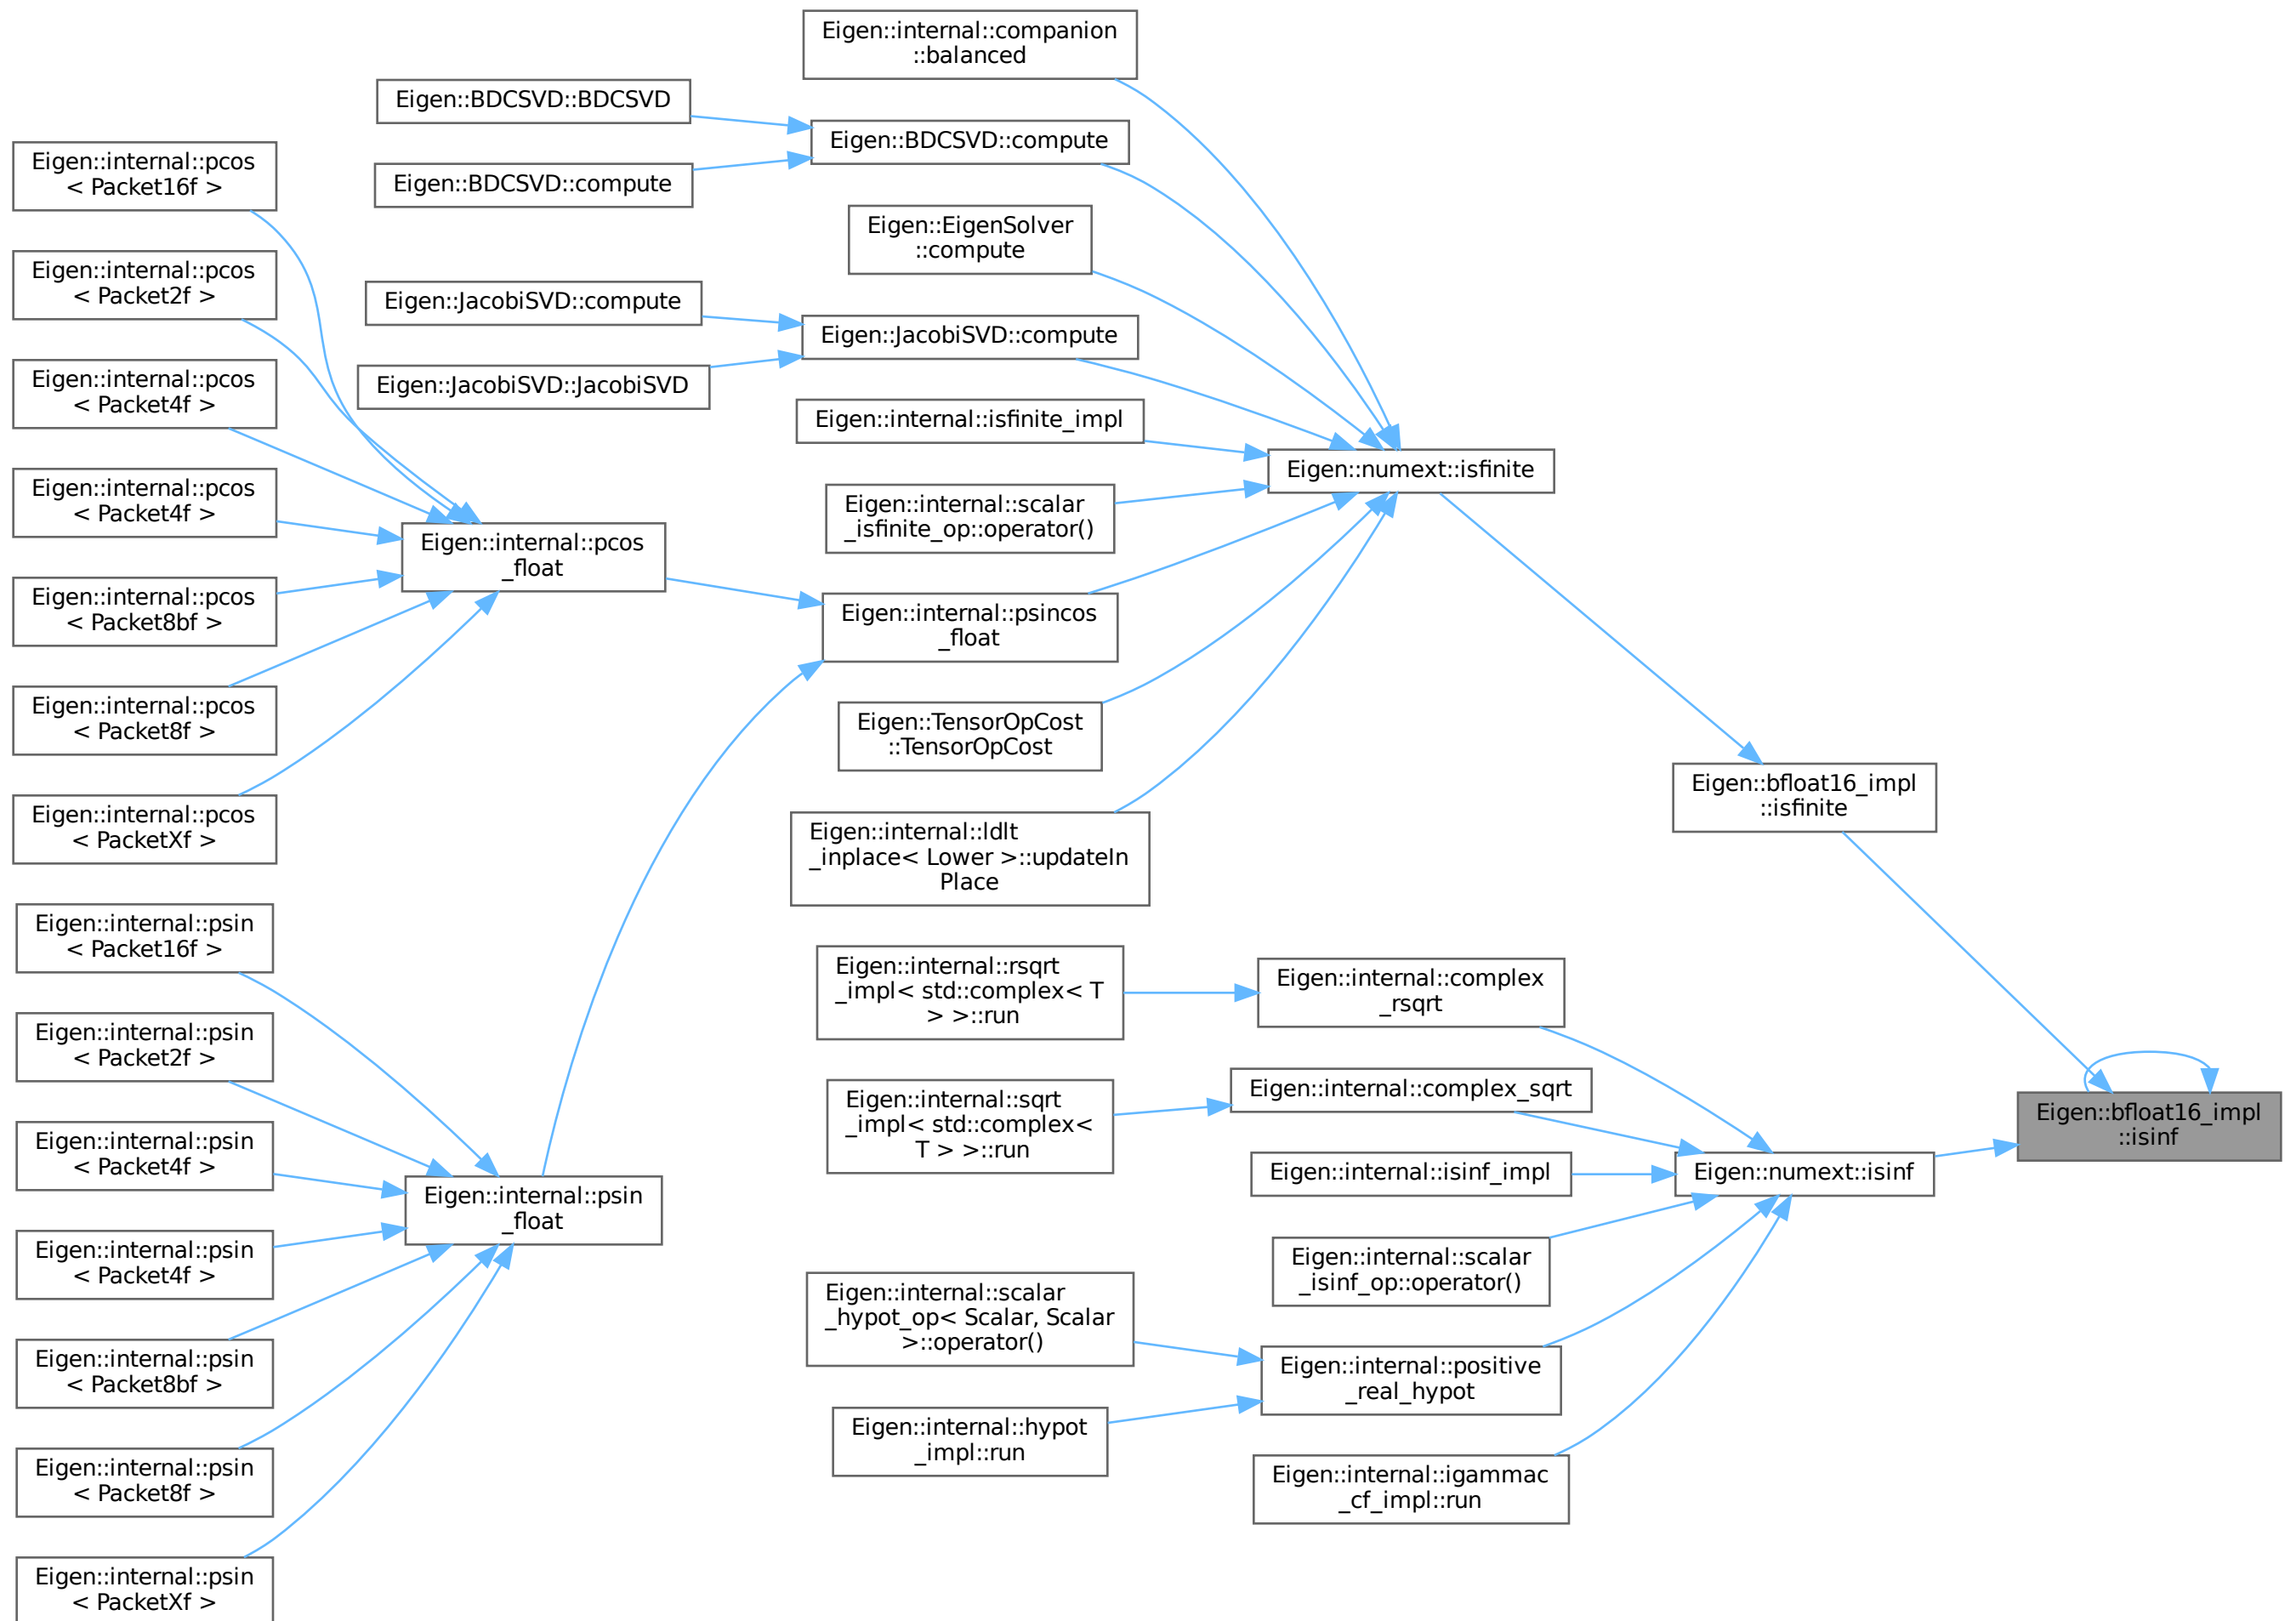 Eigen::internal::companion
::balanced
Eigen::BDCSVD::BDCSVD
Eigen::BDCSVD::compute
Eigen::BDCSVD::compute
Eigen::EigenSolver
::compute
Eigen::JacobiSVD::compute
Eigen::JacobiSVD::compute
Eigen::JacobiSVD::JacobiSVD
Eigen::internal::isfinite_impl
Eigen::numext::isfinite
Eigen::internal::scalar
_isfinite_op::operator()
Eigen::internal::pcos
< Packet16f >
Eigen::internal::pcos
< Packet2f >
Eigen::internal::pcos
< Packet4f >
Eigen::internal::pcos
< Packet4f >
Eigen::internal::pcos
< Packet8bf >
Eigen::internal::pcos
< Packet8f >
Eigen::internal::pcos
< PacketXf >
Eigen::internal::pcos
_float
Eigen::internal::psincos
_float
Eigen::TensorOpCost
::TensorOpCost
Eigen::internal::ldlt
_inplace< Lower >::updateIn
Place
Eigen::bfloat16_impl
::isfinite
Eigen::internal::psin
< Packet16f >
Eigen::internal::psin
< Packet2f >
Eigen::internal::psin
< Packet4f >
Eigen::internal::psin
< Packet4f >
Eigen::internal::psin
< Packet8bf >
Eigen::internal::psin
< Packet8f >
Eigen::internal::psin
< PacketXf >
Eigen::internal::psin
_float
Eigen::internal::rsqrt
_impl< std::complex< T
> >::run
Eigen::internal::complex
_rsqrt
Eigen::internal::sqrt
_impl< std::complex<
T > >::run
Eigen::internal::complex_sqrt
Eigen::internal::isinf_impl
Eigen::numext::isinf
Eigen::bfloat16_impl
::isinf
Eigen::internal::scalar
_isinf_op::operator()
Eigen::internal::scalar
_hypot_op< Scalar, Scalar
>::operator()
Eigen::internal::positive
_real_hypot
Eigen::internal::hypot
_impl::run
Eigen::internal::igammac
_cf_impl::run